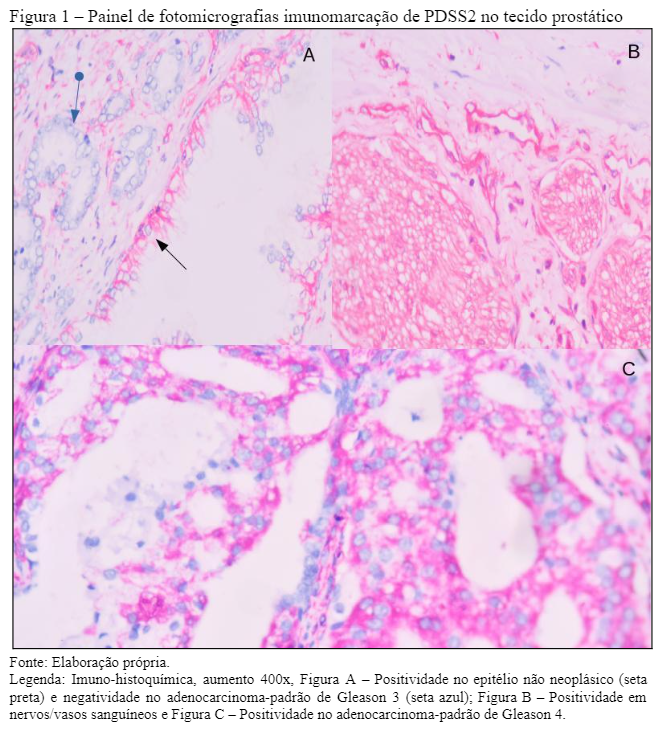 Figura 1 – Painel de fotomicrografias imunomarcação de PDSS2 no tecido prostático
A
B
C
Fonte: Elaboração própria.
Legenda: Imuno-histoquímica, aumento 400x, Figura A – Positividade no epitélio não neoplásico (seta
preta) e negatividade no adenocarcinoma-padrão de Gleason 3 (seta azul); Figura B – Positividade em
nervos/vasos sanguíneos e Figura C – Positividade no adenocarcinoma-padrão de Gleason 4.